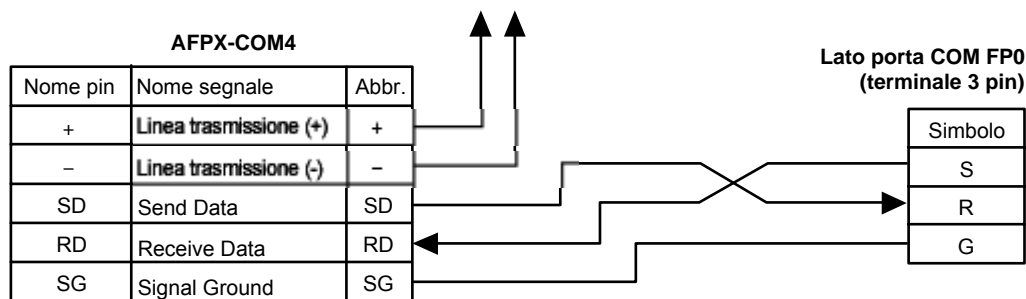 AFPX-COM4
Lato porta COM FP0
(terminale 3 pin)
Nome pin Nome segnale Abbr.
+ Linea trasmissione (+) +
– Linea trasmissione (-) –
SD Send Data SD
RD Receive Data RD
SG Signal Ground SG
Simbolo
S
R
G